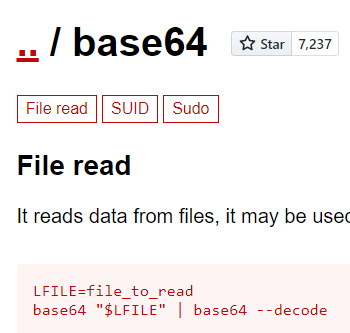 .. / base64
Star 7,237
File read SUID Sudo
File read
It reads data from files, it may be used
LFILE=file_to_read
base64 "$LFILE" | base64 --decode